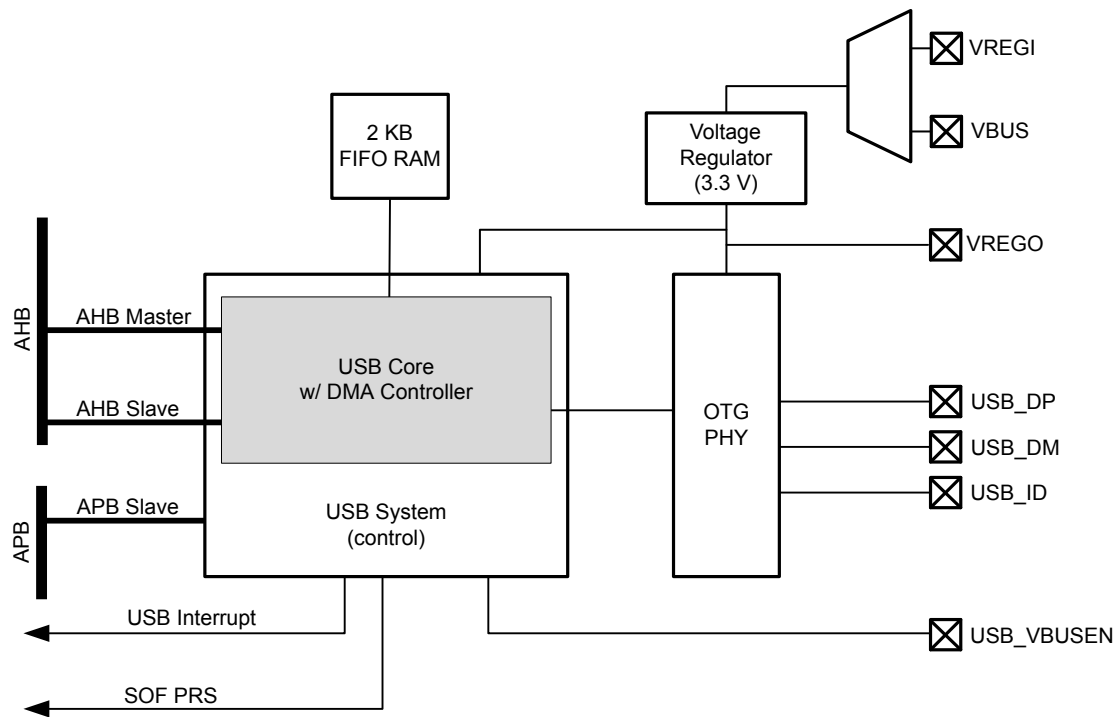 VREGI
2 KB
FIFO RAM
Voltage
Regulator
(3.3 V)
VBUS
VREGO
AHB
AHB Master
USB Core
w/ DMA Controller
AHB Slave
OTG
PHY
USB_DP
USB_DM
USB_ID
APB
APB Slave
USB System
(control)
USB Interrupt
USB_VBUSEN
SOF PRS